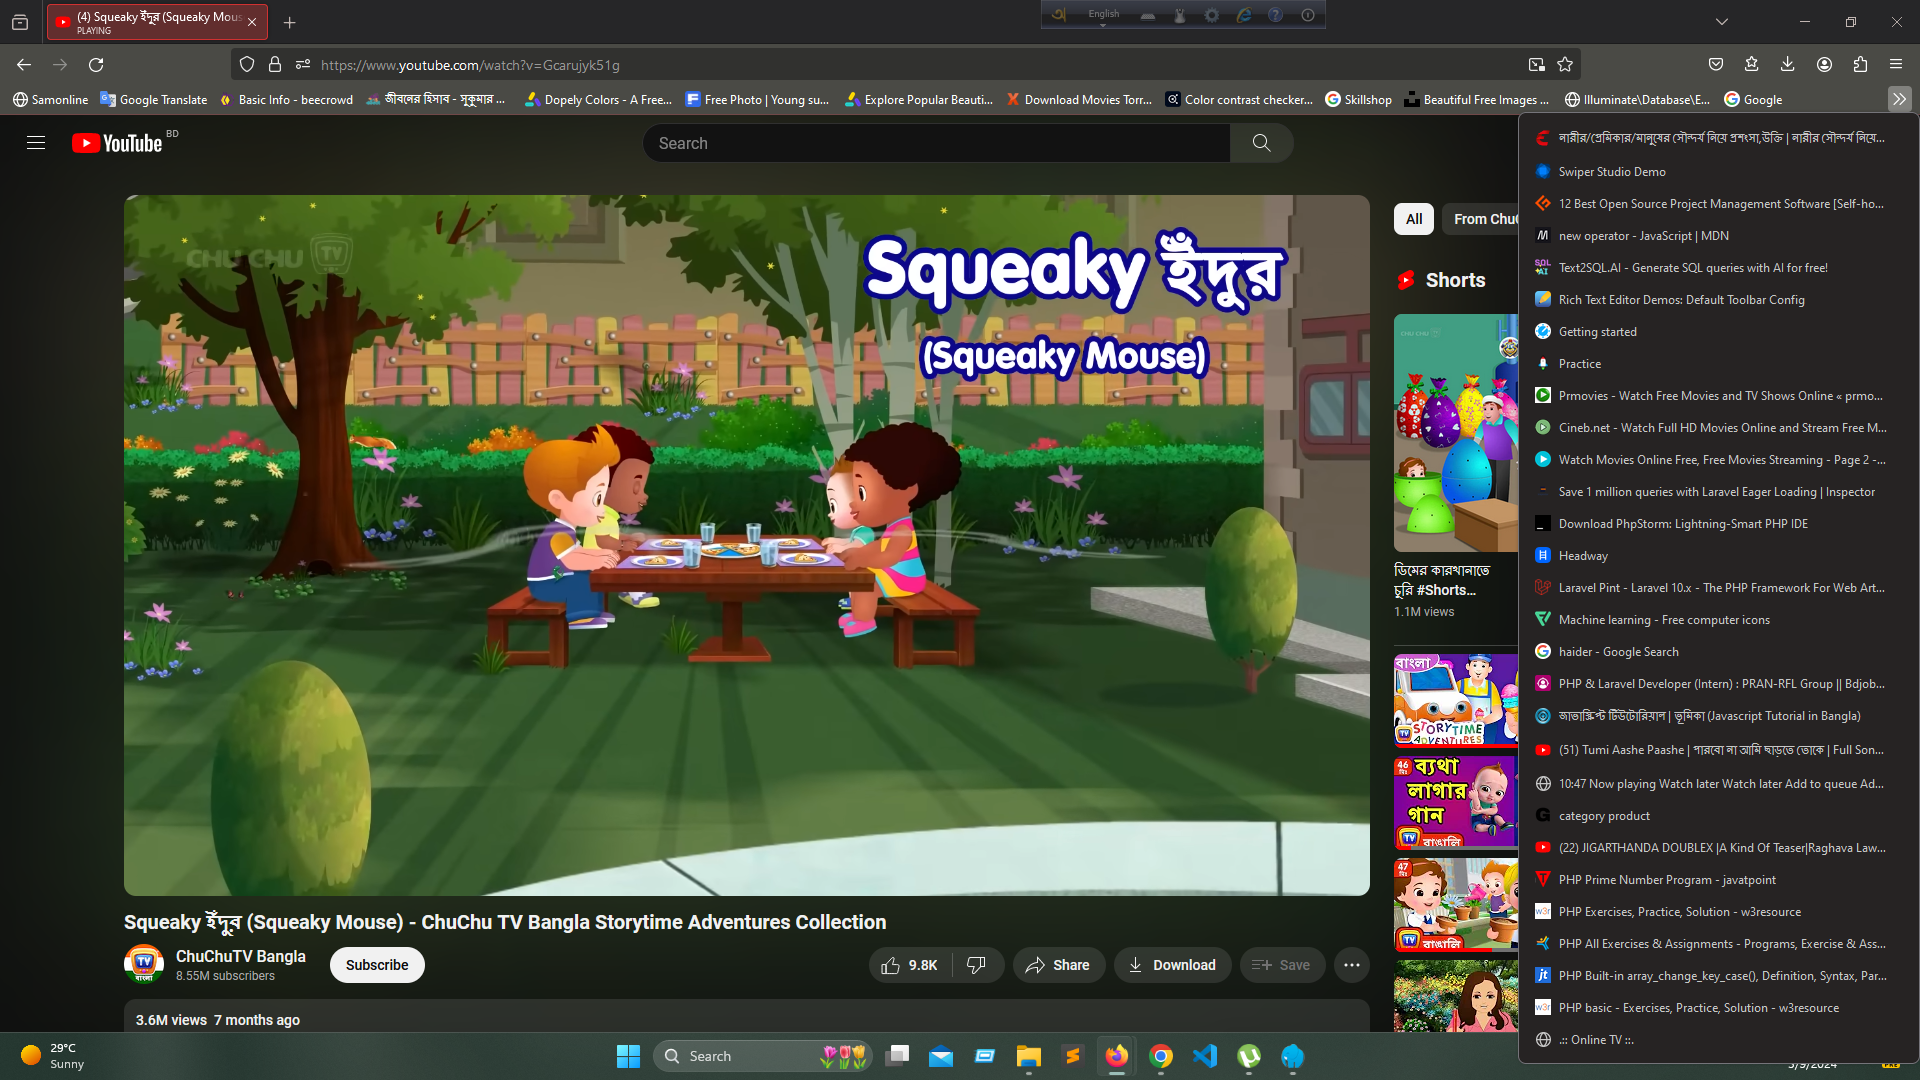 (4) Squeaky ইঁদুর (Squeaky Mous
PLAYING
English
https://www.youtube.com/watch?v=Gcarujyk51g
Samonline
Google Translate
Basic Info - beecrowd
জীবনের হিসাব - সুকুমার ...
Dopely Colors - A Free...
Free Photo | Young su...
Explore Popular Beauti...
Download Movies Torr...
Color contrast checker...
Skillshop
Beautiful Free Images ...
Illuminate\Database\E...
Google
YouTube BD
Search
CHU CHU TV
Squeaky ইঁদুর
(Squeaky Mouse)
All
From ChuC
Shorts
ডিমের কারখানাতে
চুরি #Shorts...
1.1M views
বাংলা
STORYTIME
ADVENTURES
46
ব্যথা
লাগার
গান
TV বাঙালি
47
TV বাঙালি
Squeaky ইঁদুর (Squeaky Mouse) - ChuChu TV Bangla Storytime Adventures Collection
ChuChuTV Bangla
8.55M subscribers
Subscribe
9.8K
Share
Download
Save
3.6M views 7 months ago
নারীর/প্রেমিকার/মানুষের সৌন্দর্য নিয়ে প্রশংসা,উক্তি | নারীর সৌন্দর্য নিয়ে...
Swiper Studio Demo
12 Best Open Source Project Management Software [Self-ho...
new operator - JavaScript | MDN
Text2SQL.AI - Generate SQL queries with AI for free!
Rich Text Editor Demos: Default Toolbar Config
Getting started
Practice
Prmovies - Watch Free Movies and TV Shows Online « prmo...
Cineb.net - Watch Full HD Movies Online and Stream Free M...
Watch Movies Online Free, Free Movies Streaming - Page 2 -...
Save 1 million queries with Laravel Eager Loading | Inspector
Download PhpStorm: Lightning-Smart PHP IDE
Headway
Laravel Pint - Laravel 10.x - The PHP Framework For Web Art...
Machine learning - Free computer icons
haider - Google Search
PHP & Laravel Developer (Intern) : PRAN-RFL Group || Bdjob...
জাভাস্ক্রিপ্ট টিউটোরিয়াল | ভূমিকা (Javascript Tutorial in Bangla)
(51) Tumi Aashe Paashe | পারবো না আমি ছাড়তে তোকে | Full Son...
10:47 Now playing Watch later Watch later Add to queue Ad...
category product
(22) JIGARTHANDA DOUBLEX |A Kind Of Teaser|Raghava Law...
PHP Prime Number Program - javatpoint
PHP Exercises, Practice, Solution - w3resource
PHP All Exercises & Assignments - Programs, Exercise & Ass...
PHP Built-in array_change_key_case(), Definition, Syntax, Par...
PHP basic - Exercises, Practice, Solution - w3resource
.:: Online TV ::.
29°C
Sunny
Search